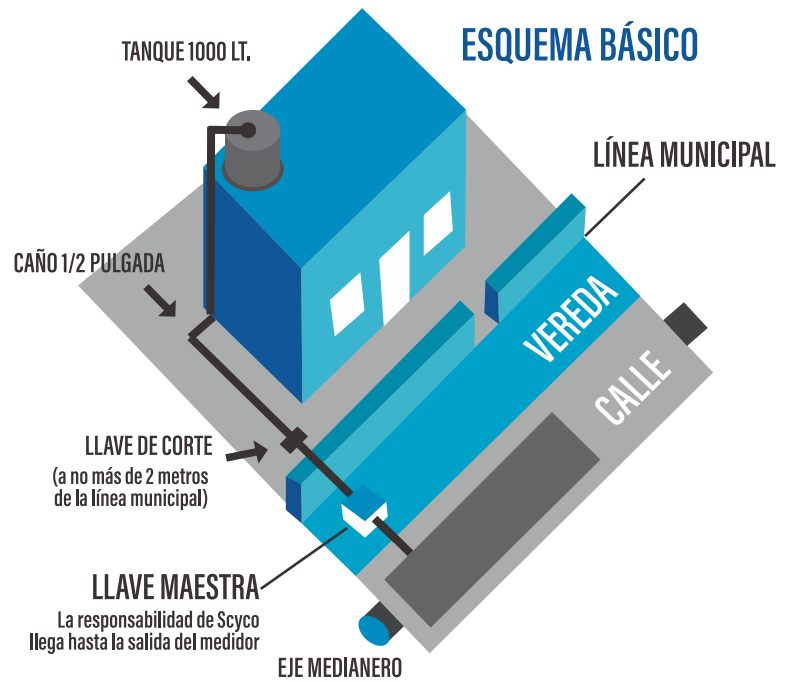 ESQUEMA BÁSICO
TANQUE 1000 LT.
LÍNEA MUNICIPAL
CAÑO 1/2 PULGADA
VEREDA
CALLE
LLAVE DE CORTE
(a no más de 2 metros
de la línea municipal)
LLAVE MAESTRA
La responsabilidad de Scyco
llega hasta la salida del medidor
EJE MEDIANERO